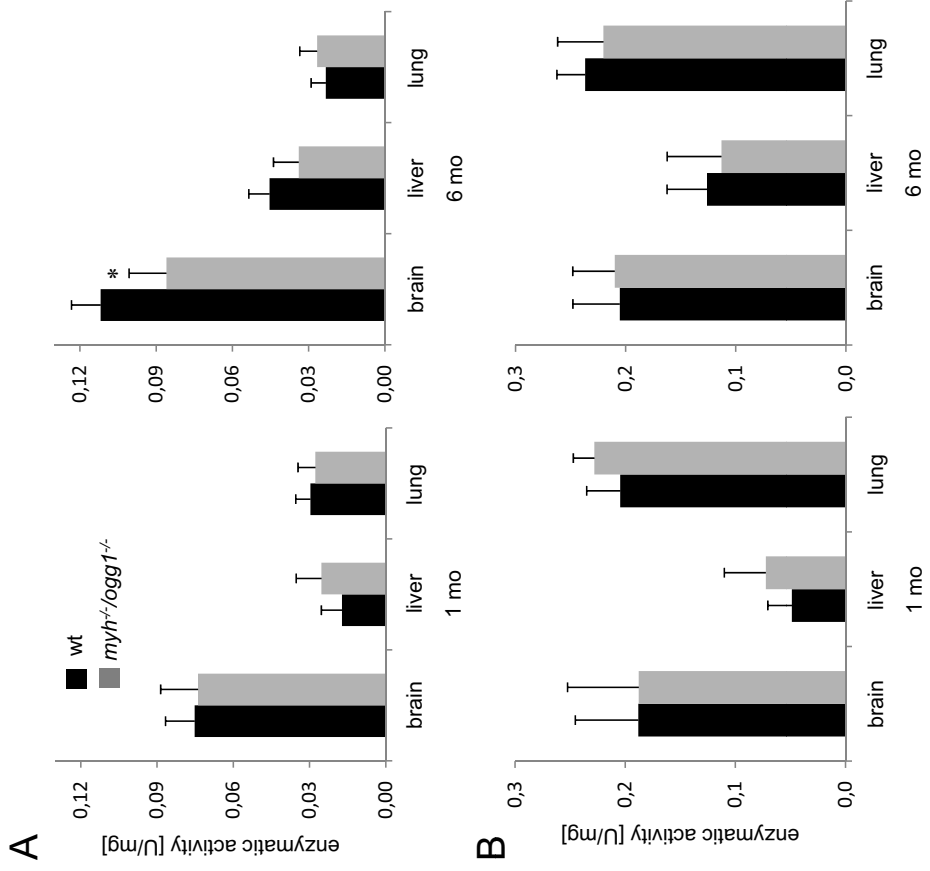 A
wt
myh-/-/ogg1-/-
enzymatic activity [U/mg]
0,12
0,09
0,06
0,03
0,00
brain liver lung
1 mo
0,12
0,09
0,06
0,03
0,00
*
brain liver lung
6 mo
B
enzymatic activity [U/mg]
0,3
0,2
0,1
0,0
brain liver lung
1 mo
0,3
0,2
0,1
0,0
brain liver lung
6 mo